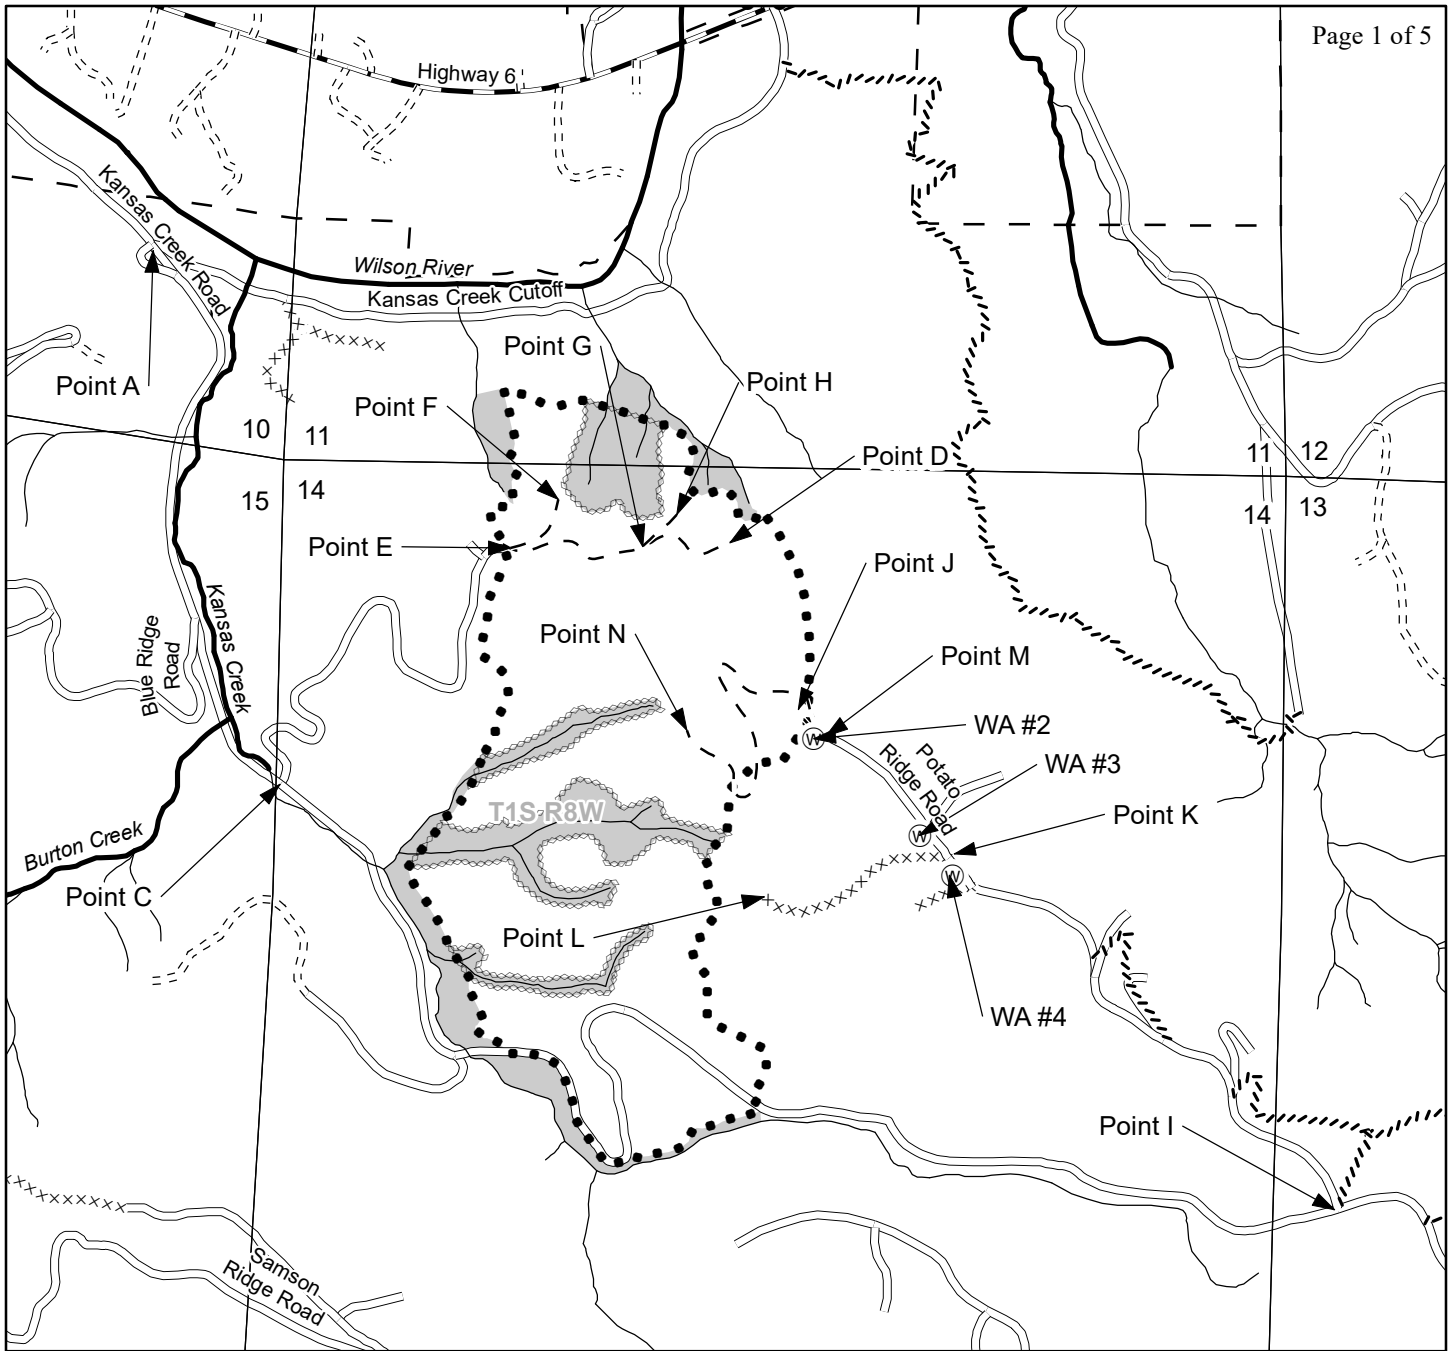 Page 1 of 5
Highway 6
Kansas Creek Road
Wilson River
Kansas Creek Cutoff
Point G
Point A
Point H
Point F
10
11
Point D
11
12
15
14
14
13
Point E
Point J
Kansas Creek
Blue Ridge
Road
Point N
Point M
WA #2
W
Potato
Ridge Road
WA #3
T1S R8W
Point K
W
Burton Creek
W
Point C
Point L
WA #4
Point I
Samson
Ridge Road